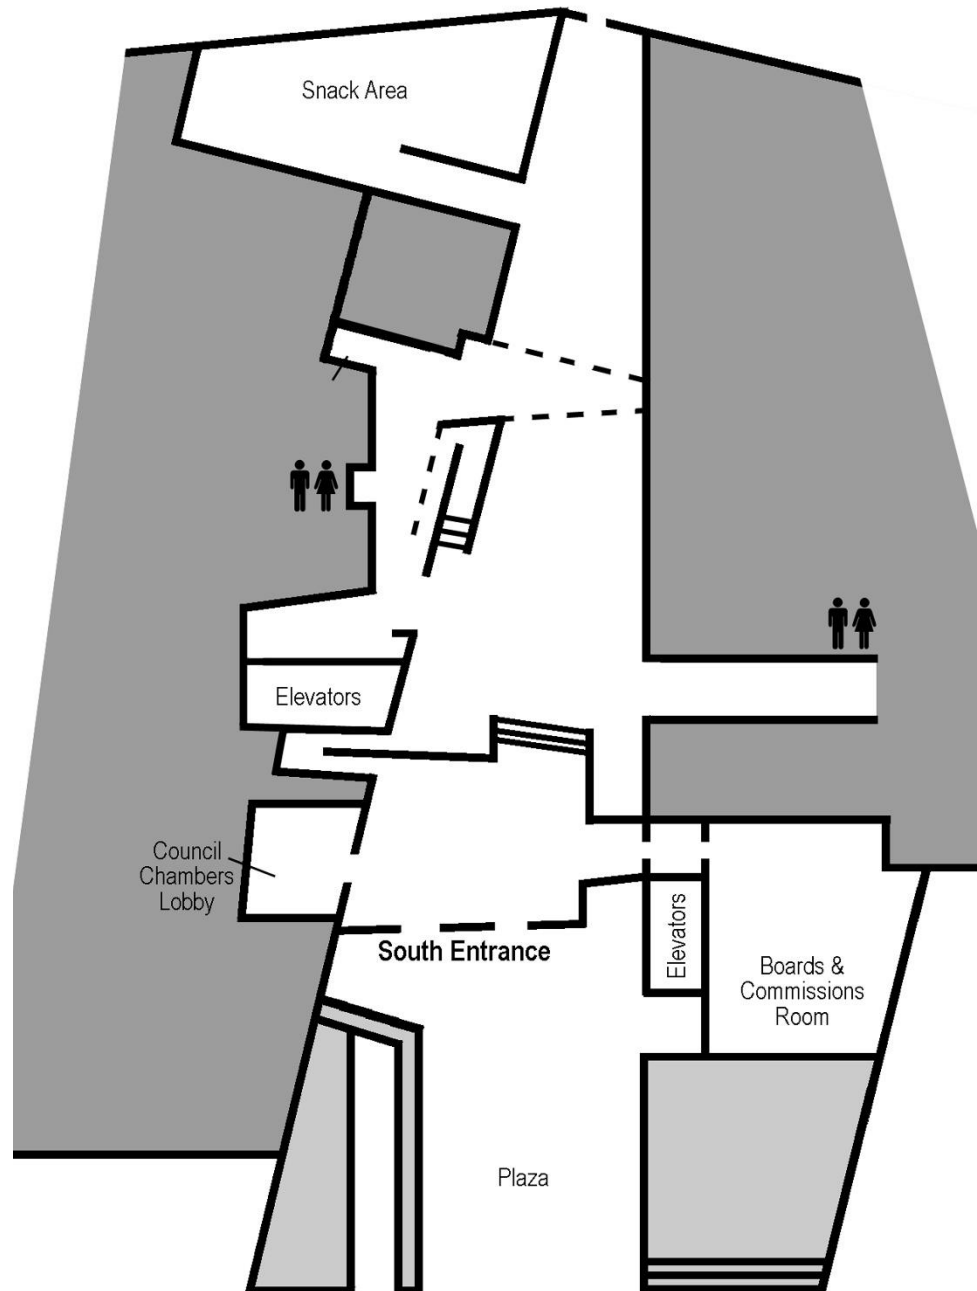 Snack Area
Elevators
Council
Chambers
Lobby
South Entrance
Elevators
Boards &
Commissions
Room
Plaza